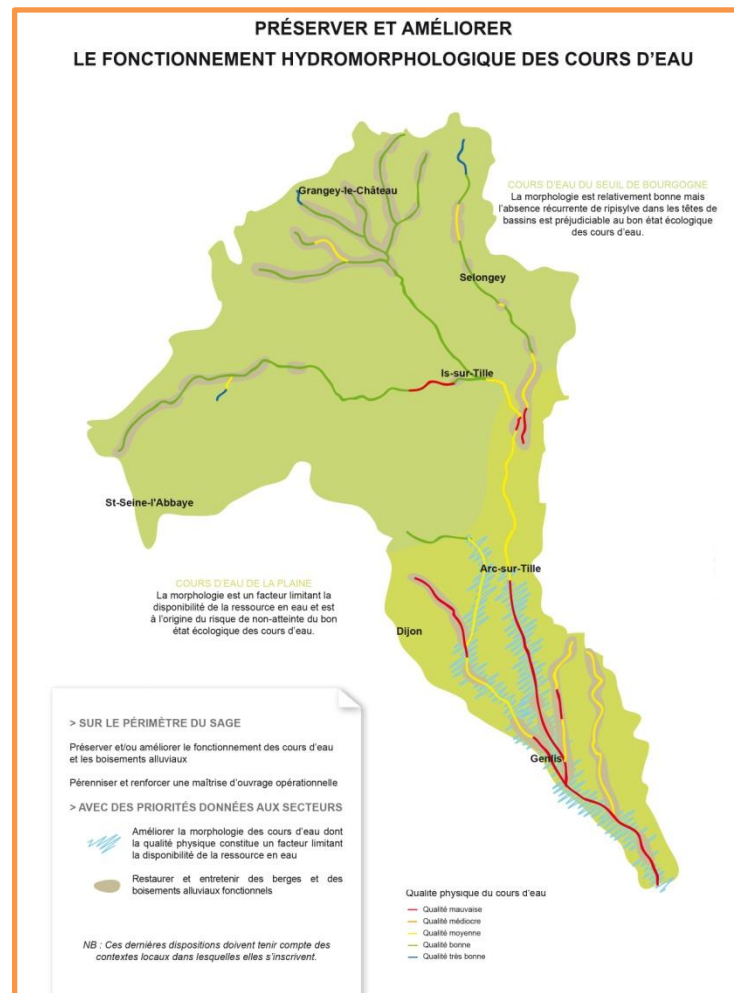 PRÉSERVER ET AMÉLIORER
LE FONCTIONNEMENT HYDROMORPHOLOGIQUE DES COURS D'EAU
COURS D'EAU DU SEUIL DE BOURGOGNE
La morphologie est relativement bonne mais
l'absence récurrente de ripisylve dans les têtes de
bassins est préjudiciable au bon état écologique
des cours d'eau.
Grangey-le-Château
Selongey
Is-sur-Tille
St-Seine-l'Abbaye
Arc-sur-Tille
COURS D'EAU DE LA PLAINE
La morphologie est un facteur limitant la
disponibilité de la ressource en eau et est
à l'origine du risque de non-atteinte du bon
état écologique des cours d'eau.
Dijon
Genlis
> SUR LE PÉRIMÈTRE DU SAGE
Préserver et/ou améliorer le fonctionnement des cours d'eau
et les boisements alluviaux
Pérenniser et renforcer une maîtrise d'ouvrage opérationnelle
> AVEC DES PRIORITÉS DONNÉES AUX SECTEURS
Améliorer la morphologie des cours d'eau dont
la qualité physique constitue un facteur limitant
la disponibilité de la ressource en eau
Restaurer et entretenir des berges et des
boisements alluviaux fonctionnels
NB : Ces dernières dispositions doivent tenir compte des
contextes locaux dans lesquelles elles s'inscrivent.
Qualité physique du cours d'eau
Qualité mauvaise
Qualité médiocre
Qualité moyenne
Qualité bonne
Qualité très bonne